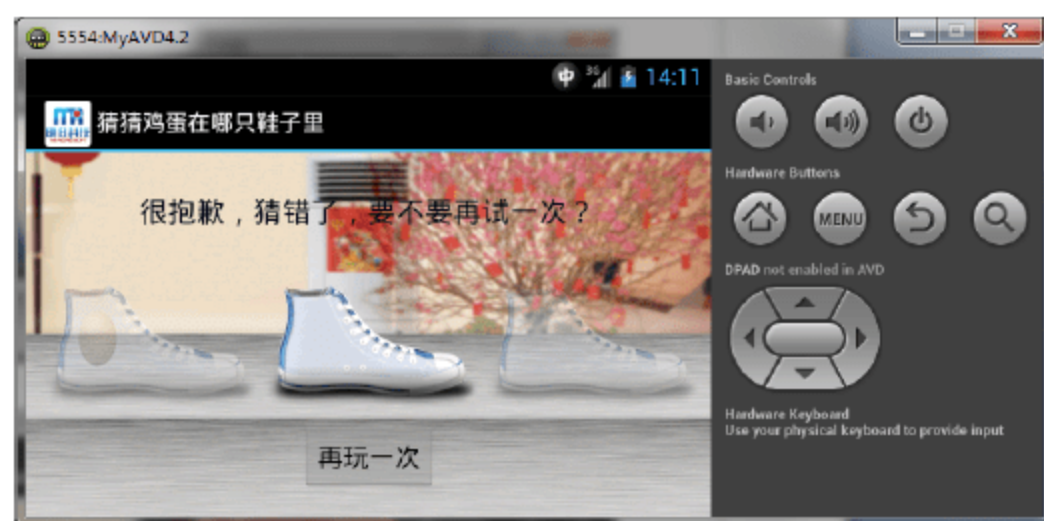 5554:MyAVD4.2
中 3G 14:11
猜猜鸡蛋在哪只鞋子里
很抱歉，猜错了，要不要再试一次？
再玩一次
Basic Controls
Hardware Buttons
MENU
DPAD not enabled in AVD
Hardware Keyboard
Use your physical keyboard to provide input